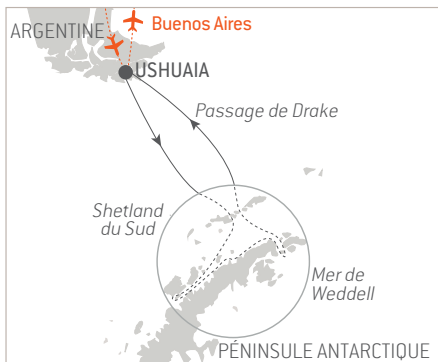 ARGENTINE
Buenos Aires
USHUAIA
Passage de Drake
Shetland
du Sud
Mer de
Weddell
PÉNINSULE ANTARCTIQUE